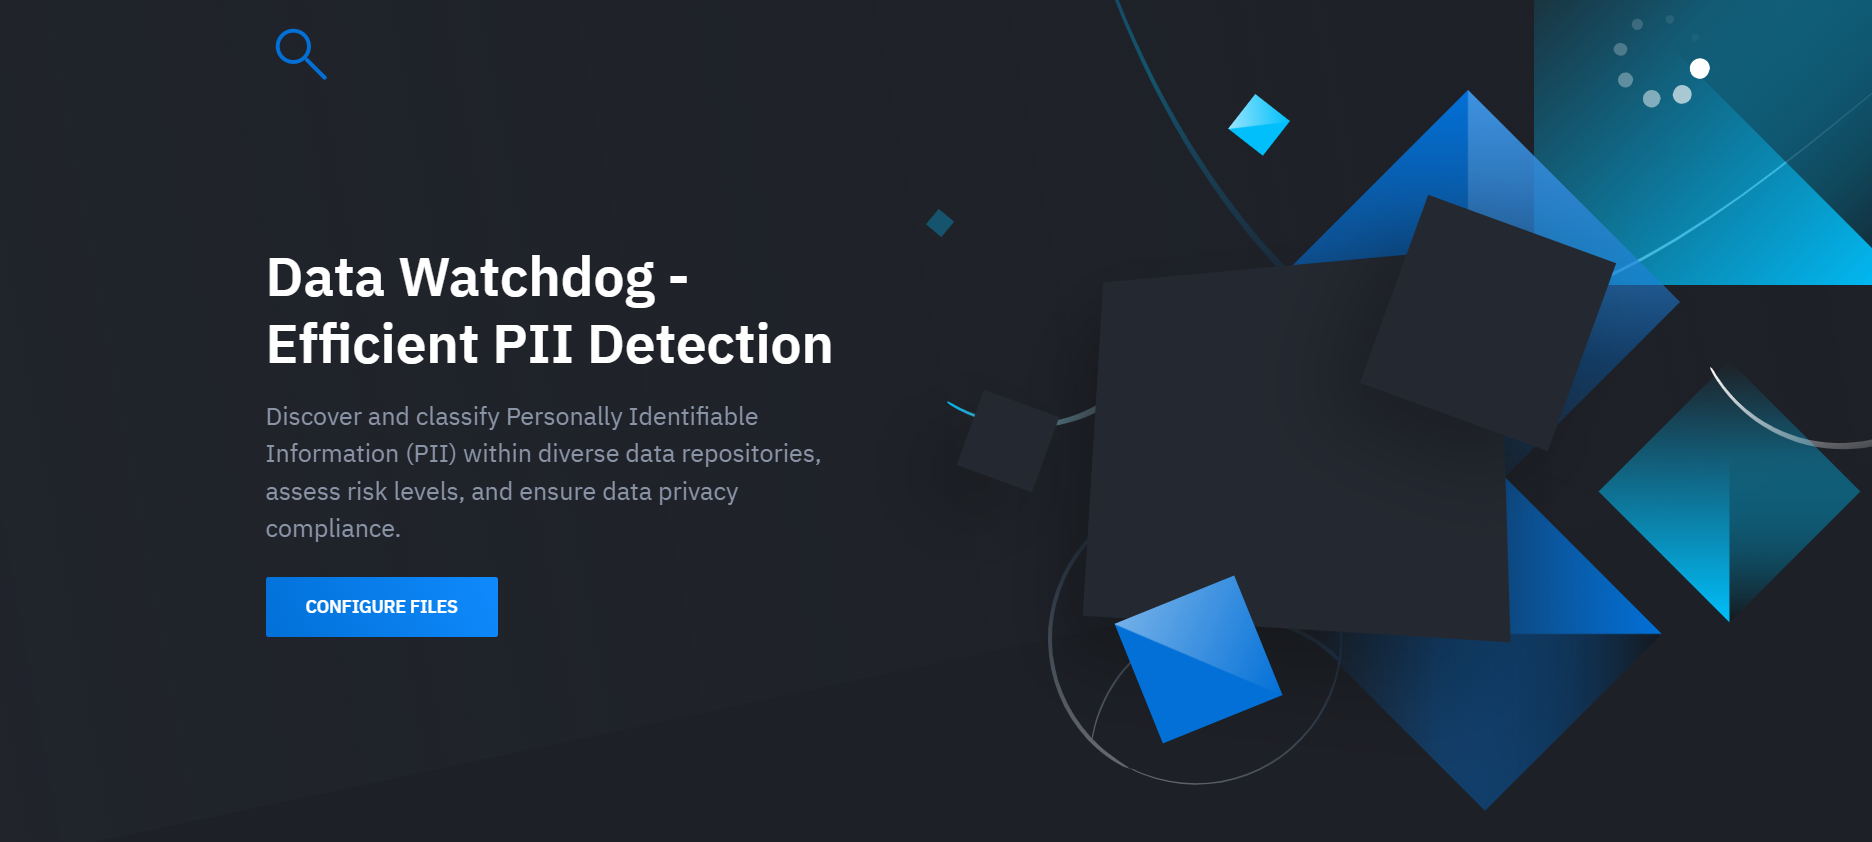 Data Watchdog -
Efficient PII Detection
Discover and classify Personally Identifiable
Information (PII) within diverse data repositories,
assess risk levels, and ensure data privacy
compliance.
CONFIGURE FILES